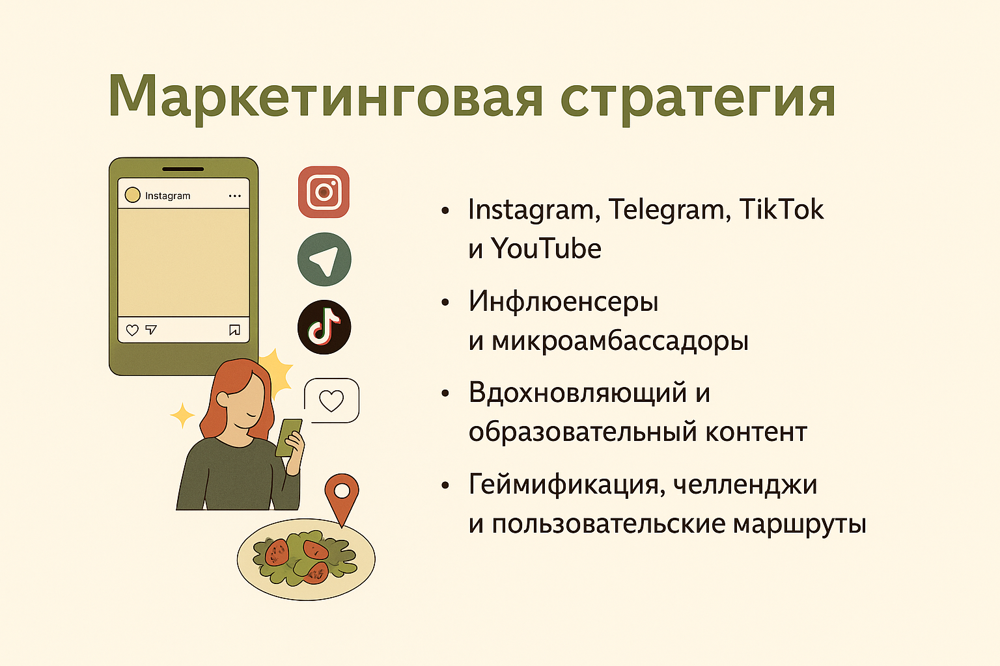 Маркетинговая стратегия
Instagram
• Instagram, Telegram, TikTok
и YouTube
• Инфлюенсеры
и микроамбассадоры
• Вдохновляющий и
образовательный контент
• Геймификация, челленджи
и пользовательские маршруты